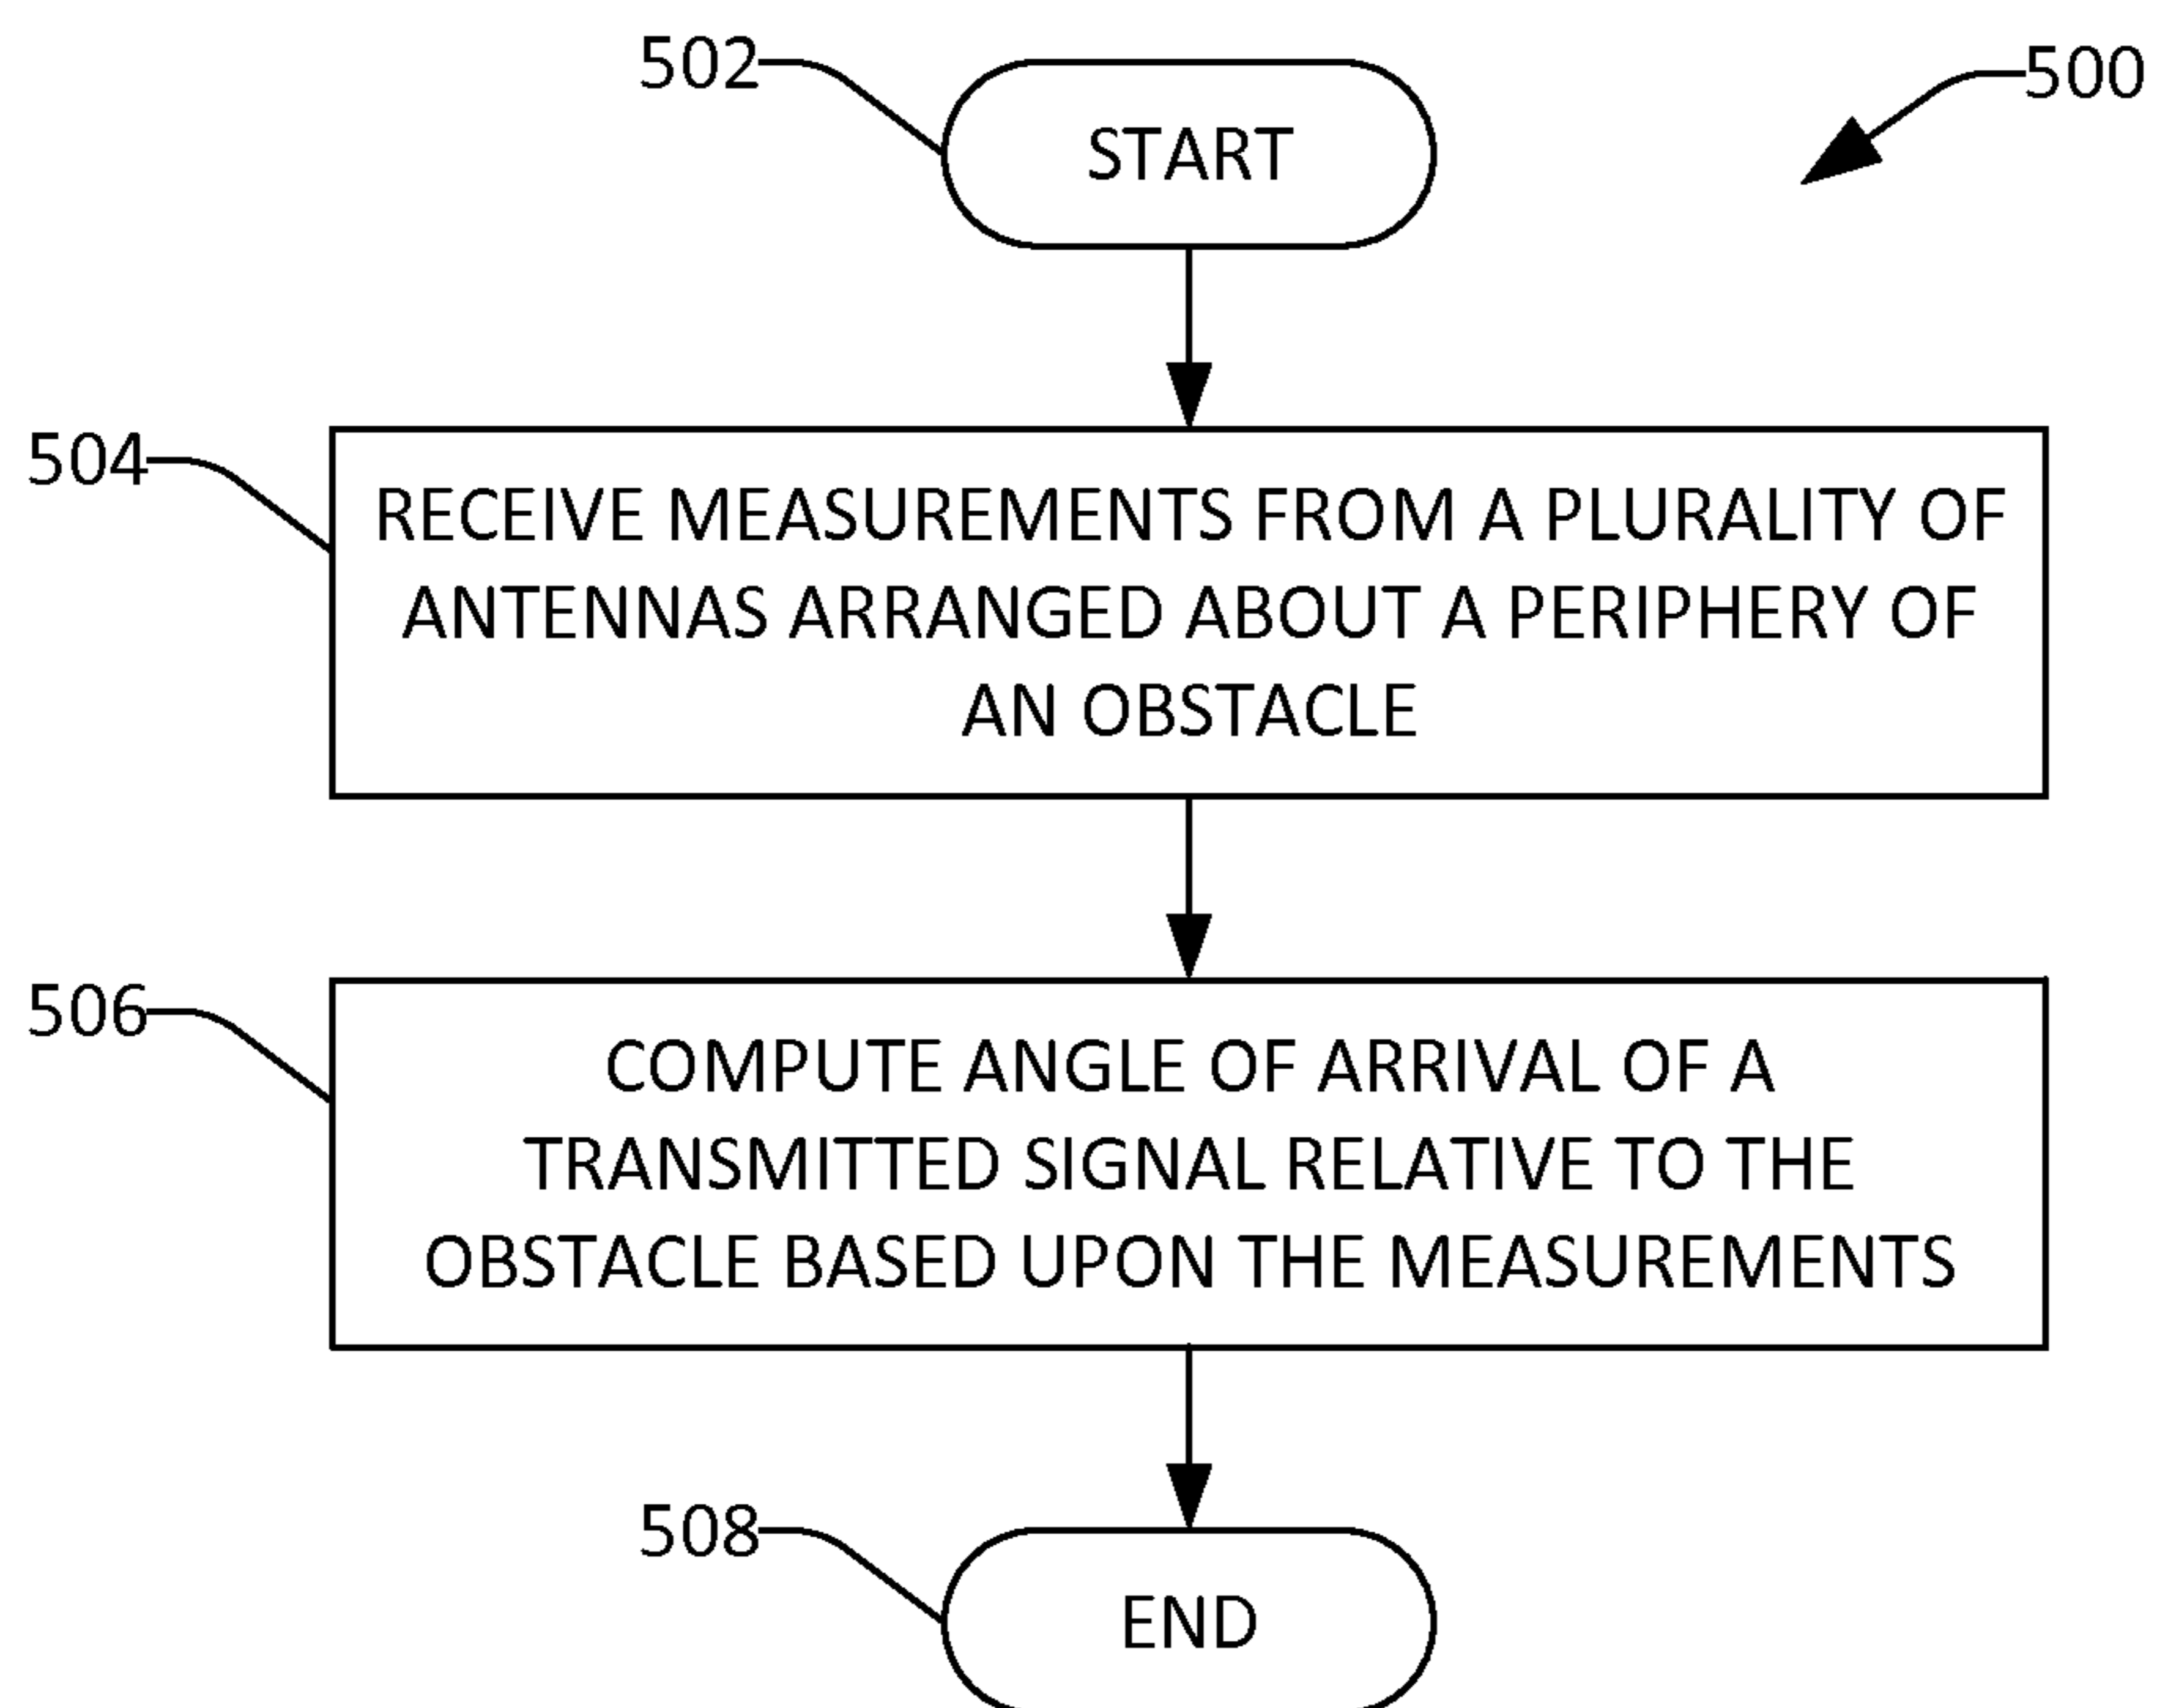 502
500
START
504
RECEIVE MEASUREMENTS FROM A PLURALITY OF
ANTENNAS ARRANGED ABOUT A PERIPHERY OF
AN OBSTACLE
506
COMPUTE ANGLE OF ARRIVAL OF A
TRANSMITTED SIGNAL RELATIVE TO THE
OBSTACLE BASED UPON THE MEASUREMENTS
508
END